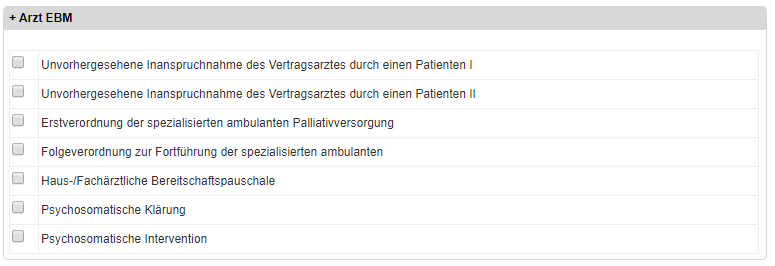 + Arzt EBM
Unvorhergesehene Inanspruchnahme des Vertragsarztes durch einen Patienten I
Unvorhergesehene Inanspruchnahme des Vertragsarztes durch einen Patienten II
Erstverordnung der spezialisierten ambulanten Palliativversorgung
Folgeverordnung zur Fortführung der spezialisierten ambulanten
Haus-/Fachärztliche Bereitschaftspauschale
Psychosomatische Klärung
Psychosomatische Intervention